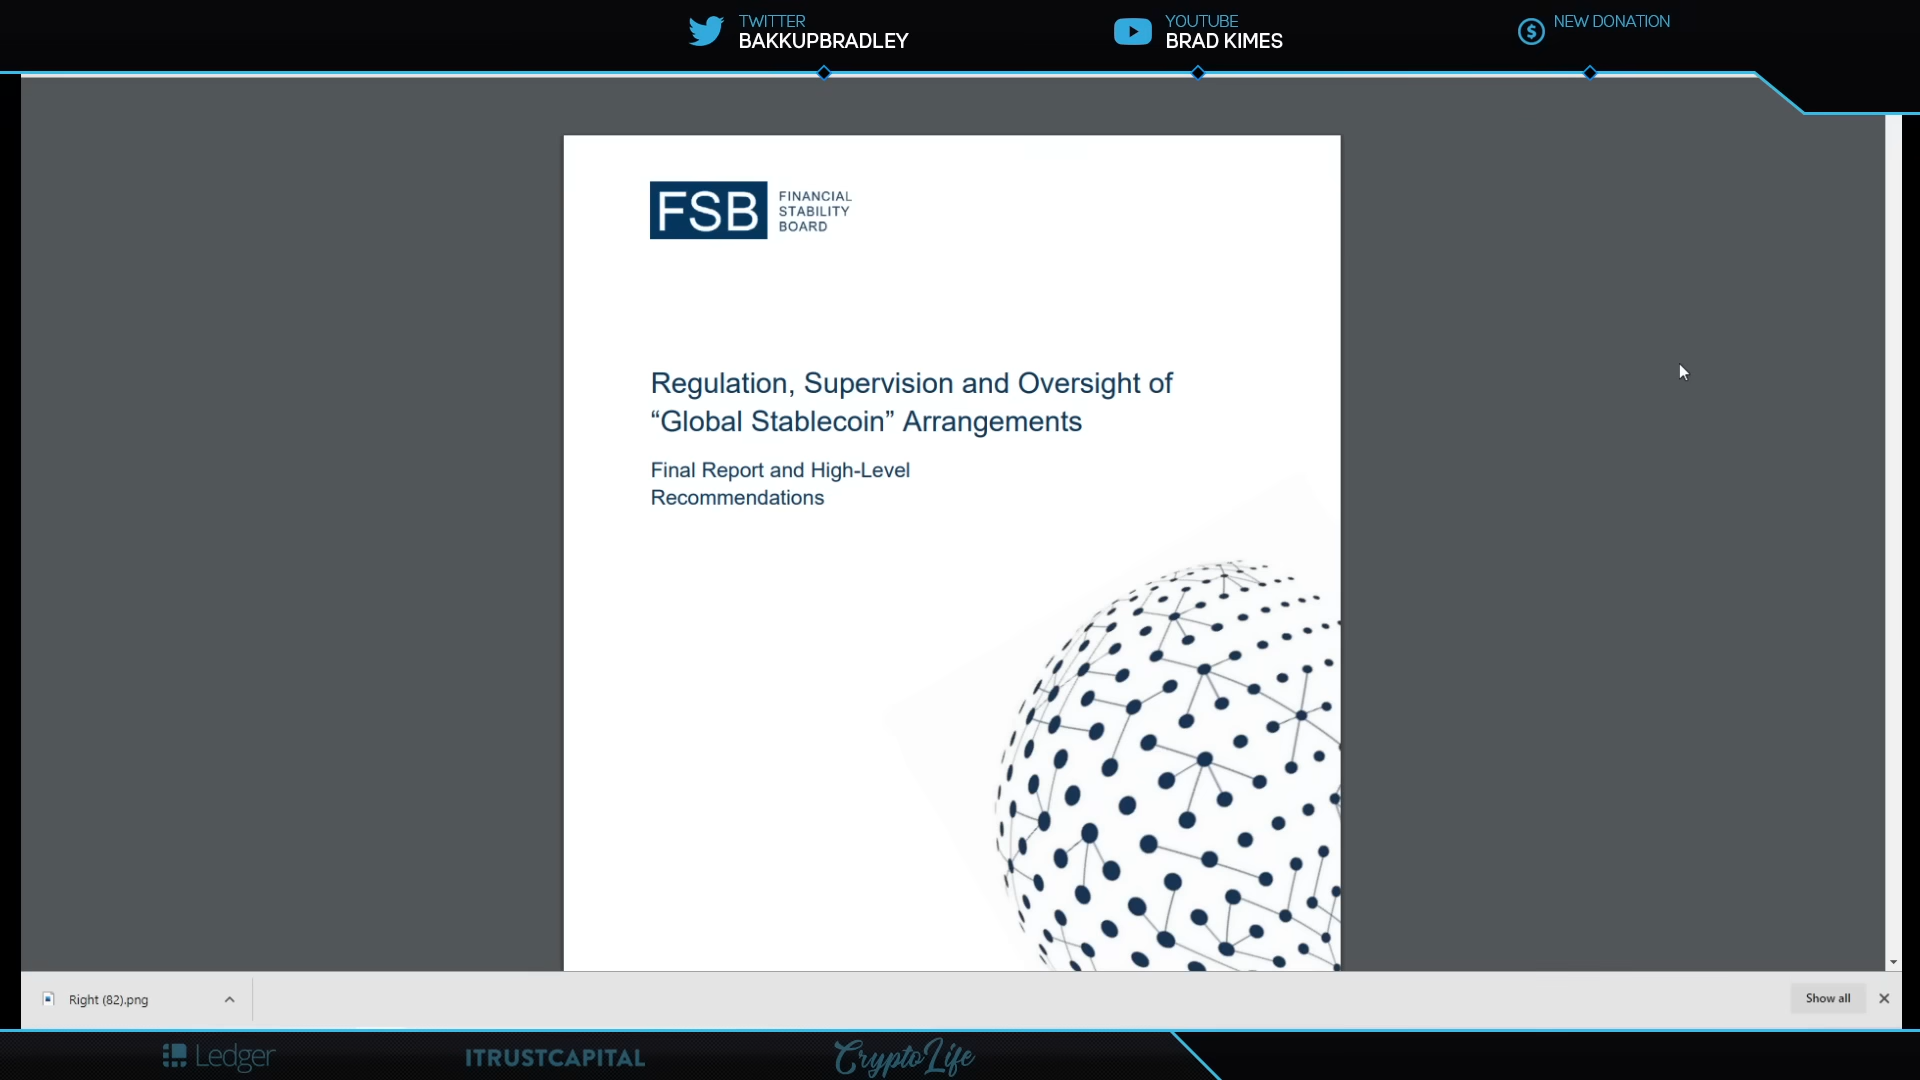 TWITTER
BAKKUPBRADLEY
YOUTUBE
BRAD KIMES
NEW DONATION
FSB
FINANCIAL
STABILITY
BOARD
Regulation, Supervision and Oversight of
“Global Stablecoin” Arrangements
Final Report and High-Level
Recommendations
Right (82).png
Show all
Ledger
ITRUSTCAPITAL
CryptoLife